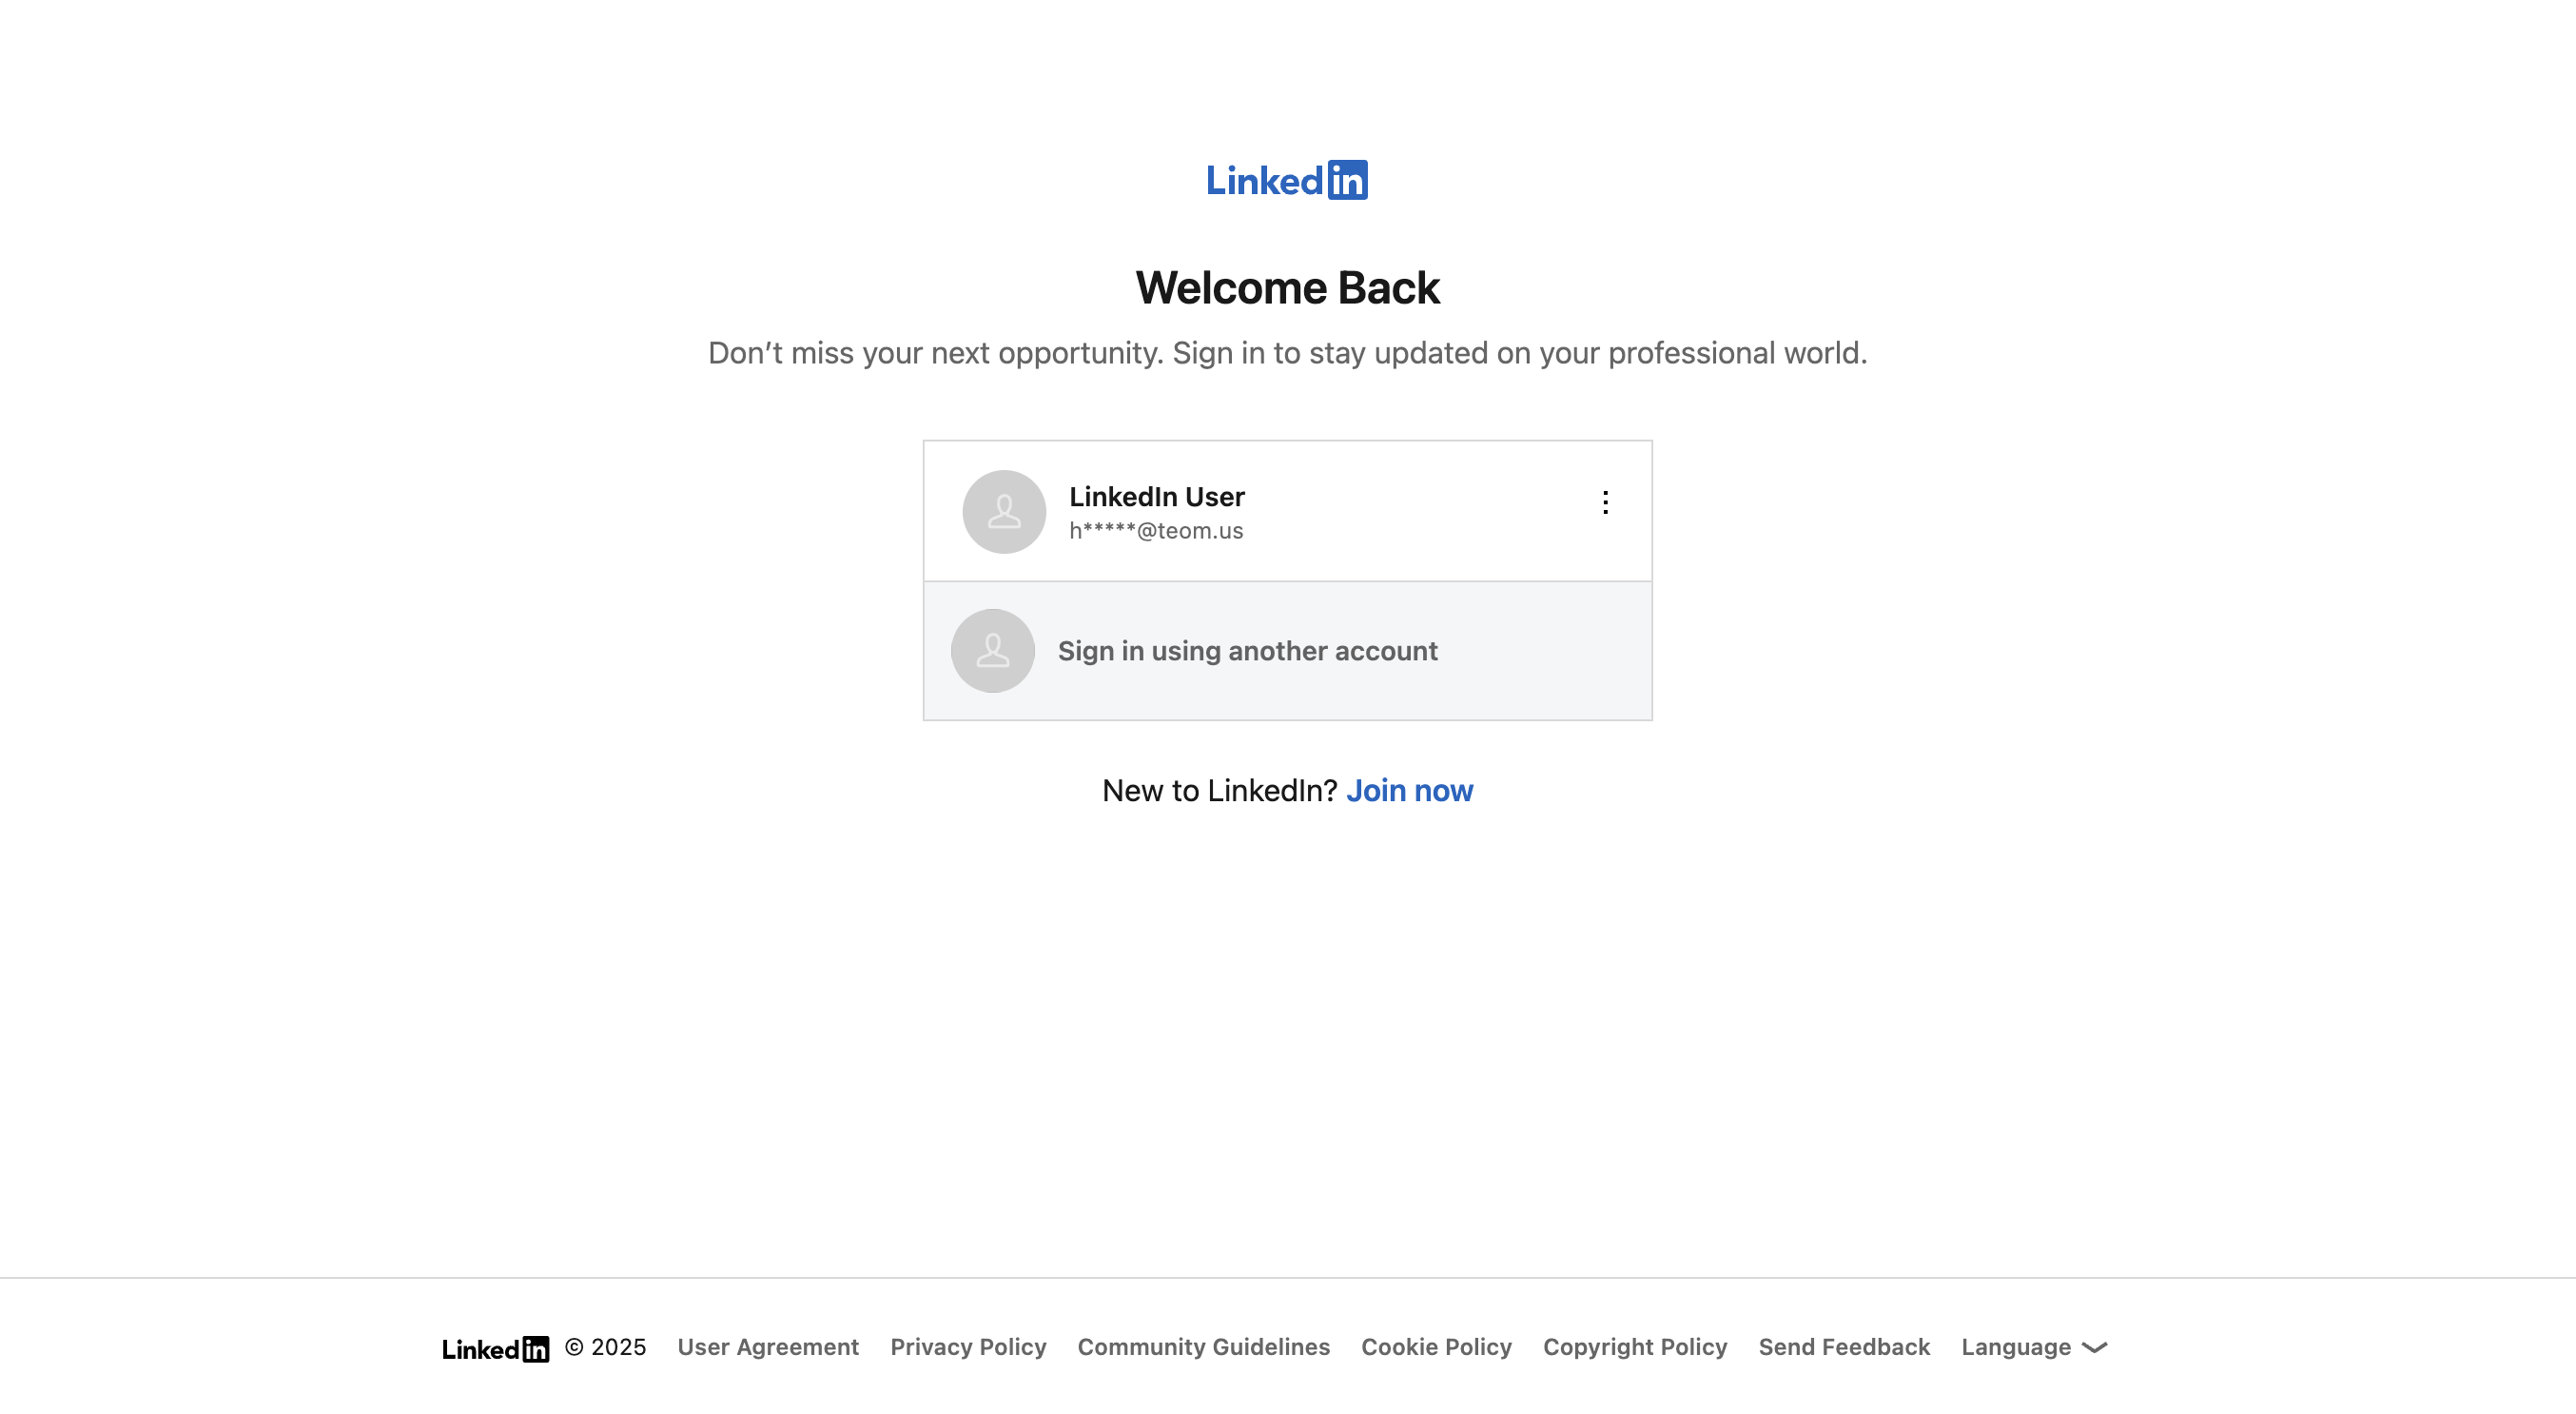 LinkedIn
Welcome Back
Don’t miss your next opportunity. Sign in to stay updated on your professional world.
LinkedIn User
h*****@teom.us
Sign in using another account
New to LinkedIn? Join now
LinkedIn © 2025 User Agreement Privacy Policy Community Guidelines Cookie Policy Copyright Policy Send Feedback Language